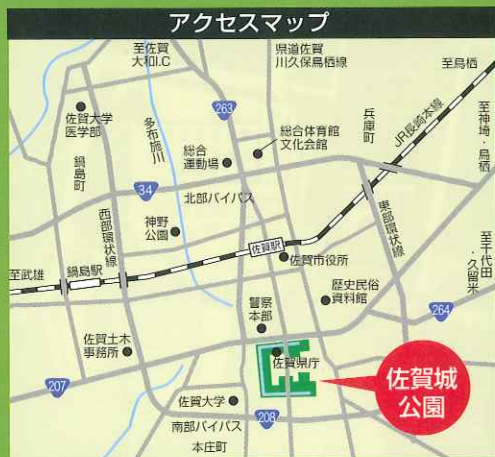 アクセスマップ
至佐賀
大和I.C
県道佐賀
川久保鳥栖線
至鳥栖
佐賀大学
医学部
多布施川
263
総合体育館
文化会館
兵庫町
JR長崎本線
至神埼・鳥栖
鍋島町
総合
運動場
34
北部バイパス
西部環状線
神野
公園
佐賀駅
東部環状線
佐賀市役所
至千代田
・久留米
至武雄
鍋島駅
歴史民俗
資料館
264
警察
本部
佐賀土木
事務所
佐賀県庁
佐賀城
公園
207
佐賀大学
208
南部バイパス
本庄町